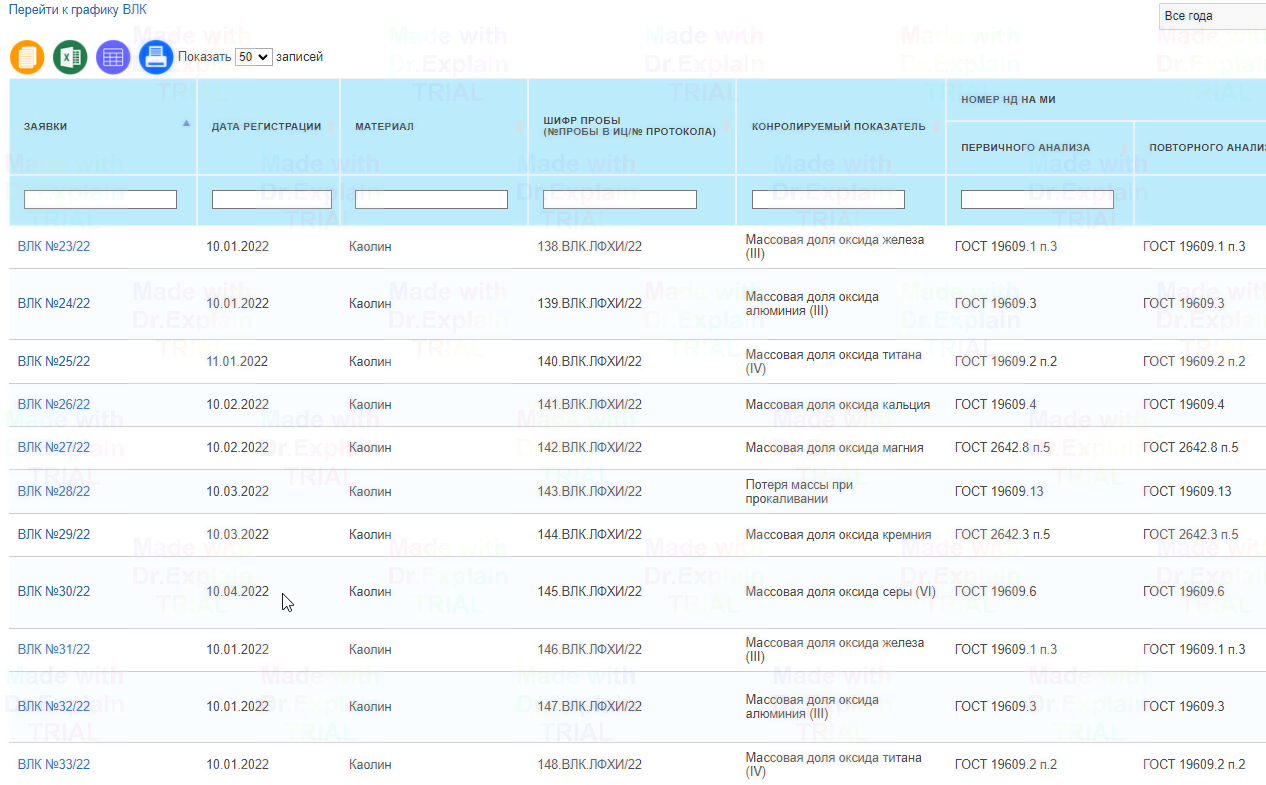 Перейти к графику ВЛК
Все года
Показать 50 записей
ЗАЯВКИ
ДАТА РЕГИСТРАЦИИ
МАТЕРИАЛ
ШИФР ПРОБЫ
(№ПРОБЫ В ИЦ/№ ПРОТОКОЛА)
КОНРОЛИРУЕМЫЙ ПОКАЗАТЕЛЬ
НОМЕР НД НА МИ
ПЕРВИЧНОГО АНАЛИЗА
ПОВТОРНОГО АНАЛИЗ
ВЛК №23/22 10.01.2022 Каолин 138.ВЛК.ЛФХИ/22 Массовая доля оксида железа
(III) ГОСТ 19609.1 п.3 ГОСТ 19609.1 п.3
ВЛК №24/22 10.01.2022 Каолин 139.ВЛК.ЛФХИ/22 Массовая доля оксида
алюминия (III) ГОСТ 19609.3 ГОСТ 19609.3
ВЛК №25/22 11.01.2022 Каолин 140.ВЛК.ЛФХИ/22 Массовая доля оксида титана
(IV) ГОСТ 19609.2 п.2 ГОСТ 19609.2 п.2
ВЛК №26/22 10.02.2022 Каолин 141.ВЛК.ЛФХИ/22 Массовая доля оксида кальция ГОСТ 19609.4 ГОСТ 19609.4
ВЛК №27/22 10.02.2022 Каолин 142.ВЛК.ЛФХИ/22 Массовая доля оксида магния ГОСТ 2642.8 п.5 ГОСТ 2642.8 п.5
ВЛК №28/22 10.03.2022 Каолин 143.ВЛК.ЛФХИ/22 Потеря массы при
прокаливании ГОСТ 19609.13 ГОСТ 19609.13
ВЛК №29/22 10.03.2022 Каолин 144.ВЛК.ЛФХИ/22 Массовая доля оксида кремния ГОСТ 2642.3 п.5 ГОСТ 2642.3 п.5
ВЛК №30/22 10.04.2022 Каолин 145.ВЛК.ЛФХИ/22 Массовая доля оксида серы (VI) ГОСТ 19609.6 ГОСТ 19609.6
ВЛК №31/22 10.01.2022 Каолин 146.ВЛК.ЛФХИ/22 Массовая доля оксида железа
(III) ГОСТ 19609.1 п.3 ГОСТ 19609.1 п.3
ВЛК №32/22 10.01.2022 Каолин 147.ВЛК.ЛФХИ/22 Массовая доля оксида
алюминия (III) ГОСТ 19609.3 ГОСТ 19609.3
ВЛК №33/22 10.01.2022 Каолин 148.ВЛК.ЛФХИ/22 Массовая доля оксида титана
(IV) ГОСТ 19609.2 п.2 ГОСТ 19609.2 п.2
Made with
Dr.Explain
TRIAL